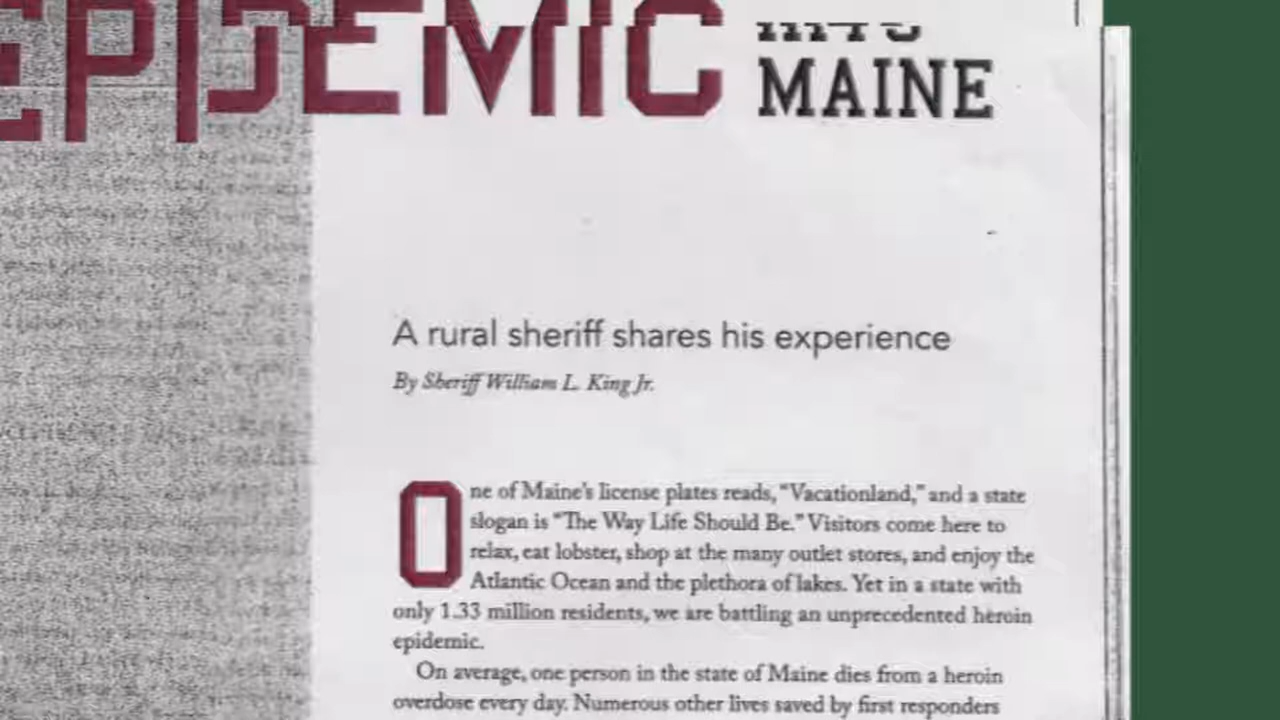 EPIDEMIC
MAINE
A rural sheriff shares his experience
By Sheriff William L. King Jr.
One of Maine's license plates reads, "Vacationland," and a state
slogan is "The Way Life Should Be." Visitors come here to
relax, eat lobster, shop at the many outlet stores, and enjoy the
Atlantic Ocean and the plethora of lakes. Yet in a state with
only 1.33 million residents, we are battling an unprecedented heroin
epidemic.
On average, one person in the state of Maine dies from a heroin
overdose every day. Numerous other lives saved by first responders